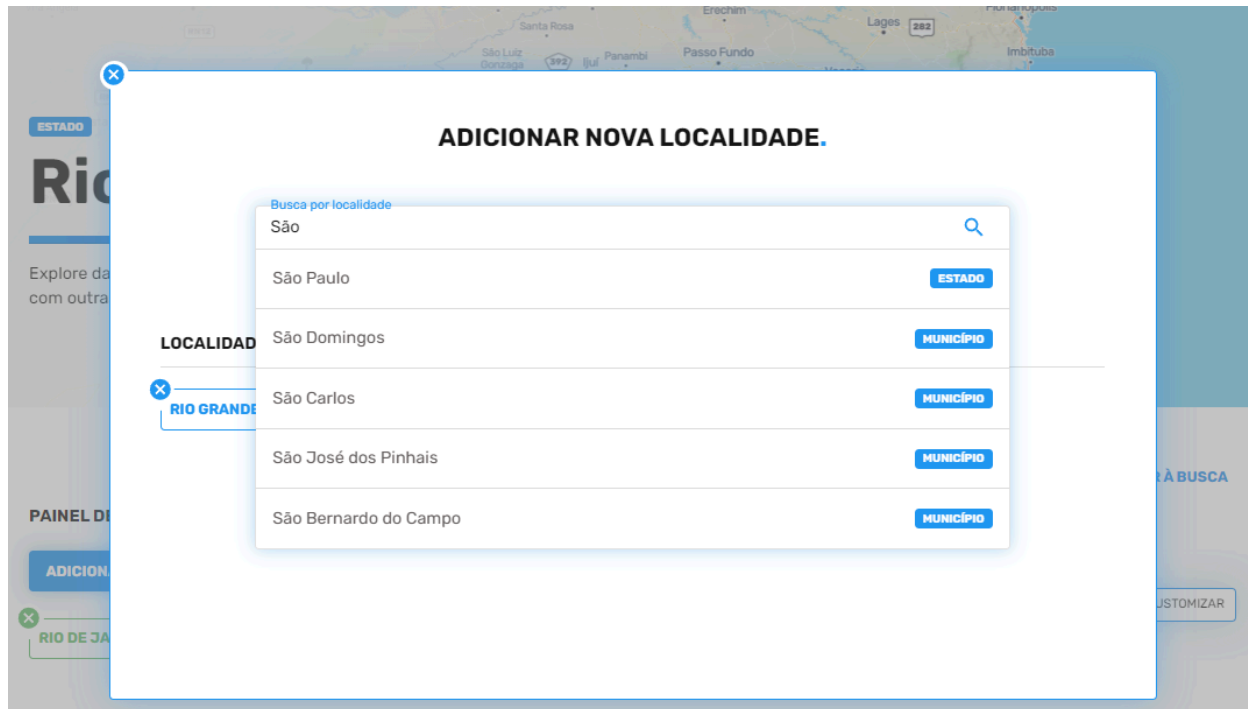 Florianópolis
Erechim
Santa Rosa
Lages
282
São Luiz
Gonzaga
392
Ijuí
Panambi
Passo Fundo
Imbituba
ESTADO
Rio
ADICIONAR NOVA LOCALIDADE.
Busca por localidade
São
Explore da
com outra
São Paulo ESTADO
São Domingos MUNICÍPIO
LOCALIDAD
São Carlos MUNICÍPIO
RIO GRANDE
São José dos Pinhais MUNICÍPIO
R À BUSCA
PAINEL DE
São Bernardo do Campo MUNICÍPIO
ADICION
USTOMIZAR
RIO DE JA